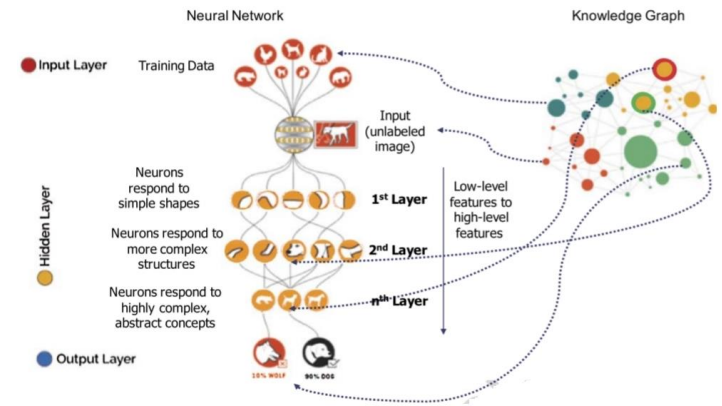 Neural Network
Knowledge Graph
Input Layer
Training Data
Input
(unlabeled
image)
Neurons
respond to
simple shapes
1st Layer
Low-level
features to
high-level
features
Hidden Layer
Neurons respond to
more complex
structures
2nd Layer
Neurons respond to
highly complex,
abstract concepts
nth Layer
Output Layer
10% WOLF
90% DOG